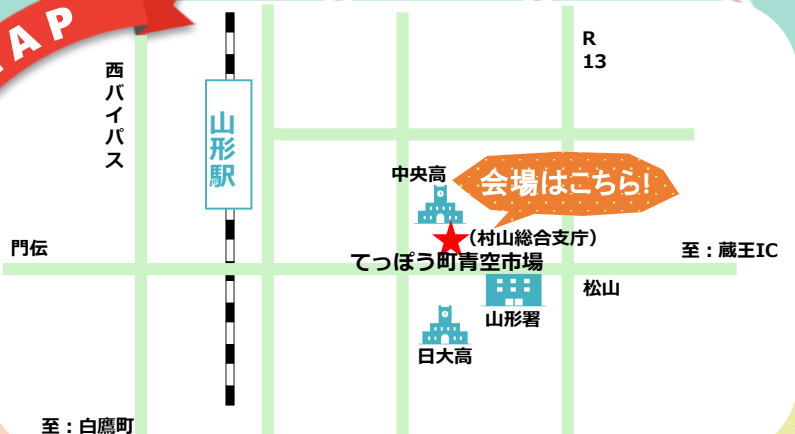 MAP
R
13
西バイパス
山形駅
中央高
会場はこちら!
(村山総合支庁)
門伝
てっぽう町青空市場
至：蔵王IC
松山
山形署
日大高
至：白鷹町